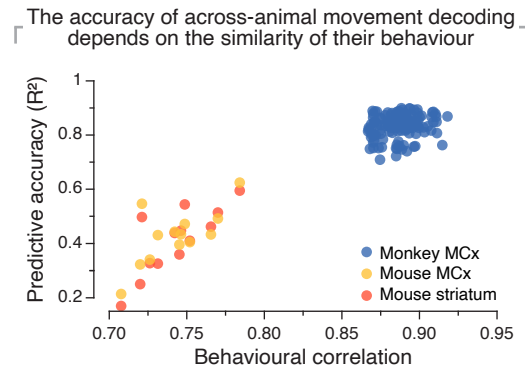 The accuracy of across-animal movement decoding
depends on the similarity of their behaviour
Predictive accuracy (R²)
1
0.8
0.6
0.4
0.2
Monkey MCx
Mouse MCx
Mouse striatum
0.70 0.75 0.80 0.85 0.90 0.95
Behavioural correlation